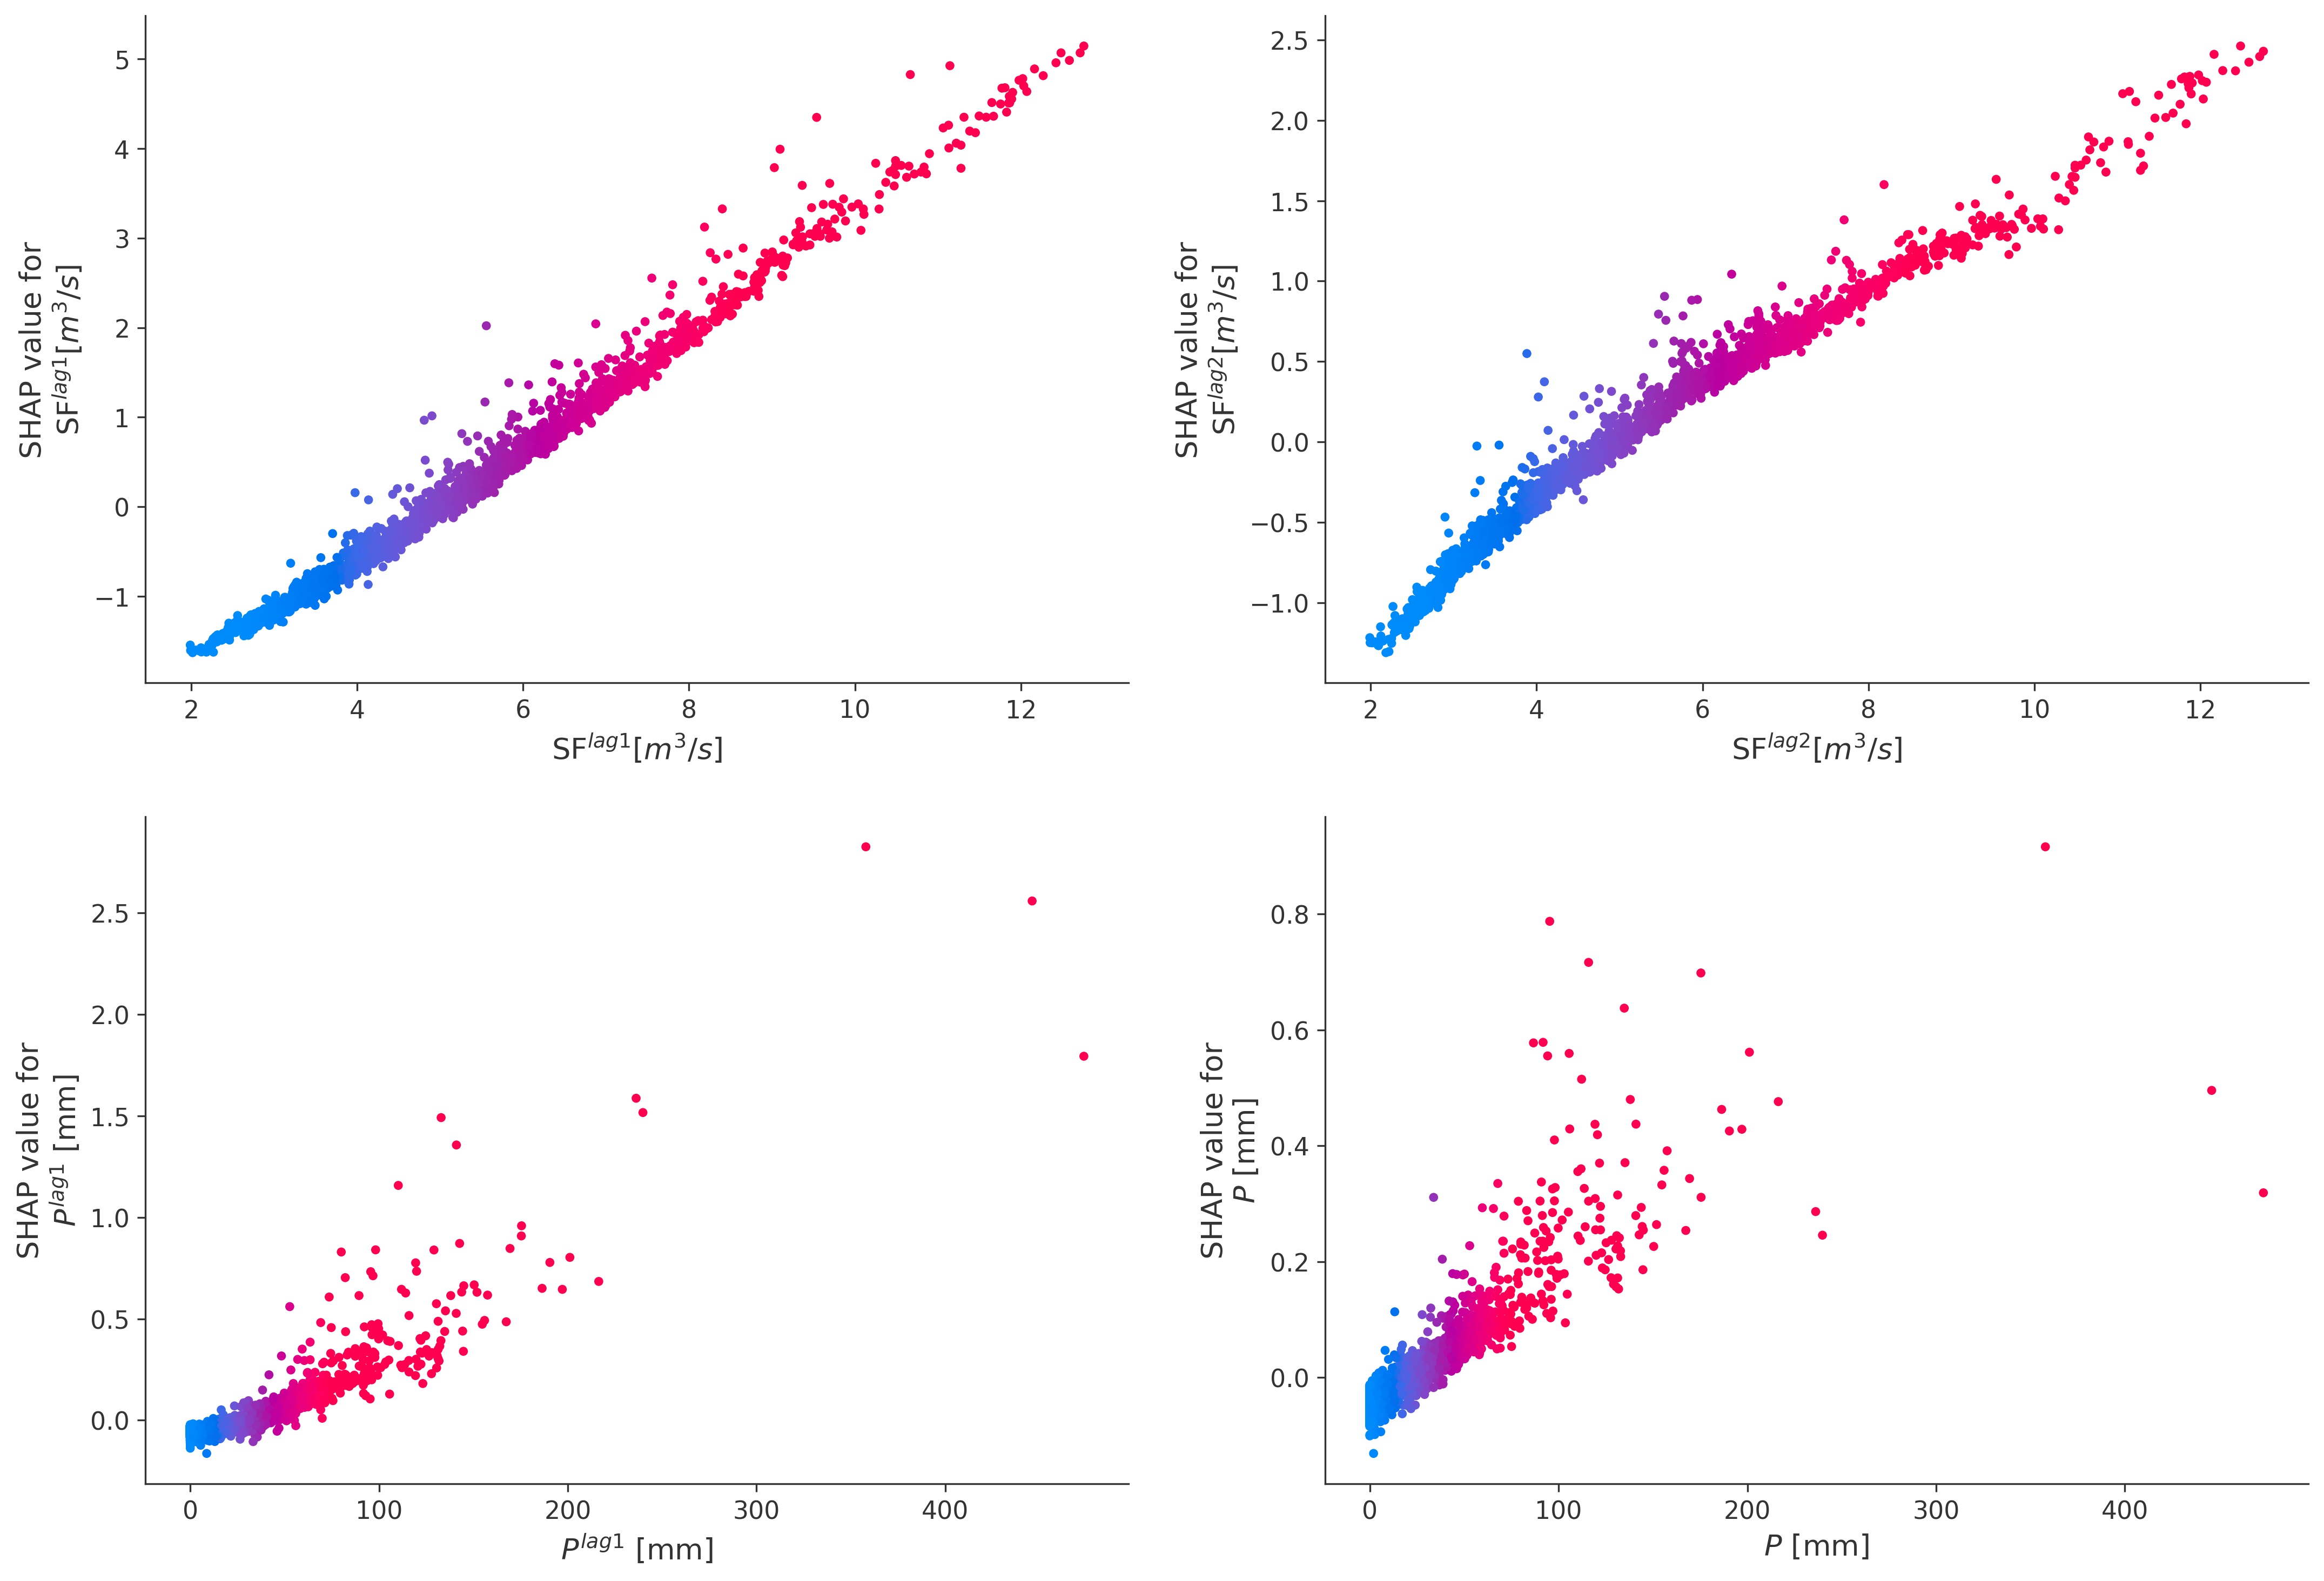 SHAP value for
SF^{lag1}[m^3/s]
5
4
3
2
1
0
−1
2 4 6 8 10 12
SF^{lag1}[m^3/s]
SHAP value for
SF^{lag2}[m^3/s]
2.5
2.0
1.5
1.0
0.5
0.0
−0.5
−1.0
2 4 6 8 10 12
SF^{lag2}[m^3/s]
SHAP value for
P^{lag1} [mm]
2.5
2.0
1.5
1.0
0.5
0.0
0 100 200 300 400
P^{lag1} [mm]
SHAP value for
P [mm]
0.8
0.6
0.4
0.2
0.0
0 100 200 300 400
P [mm]